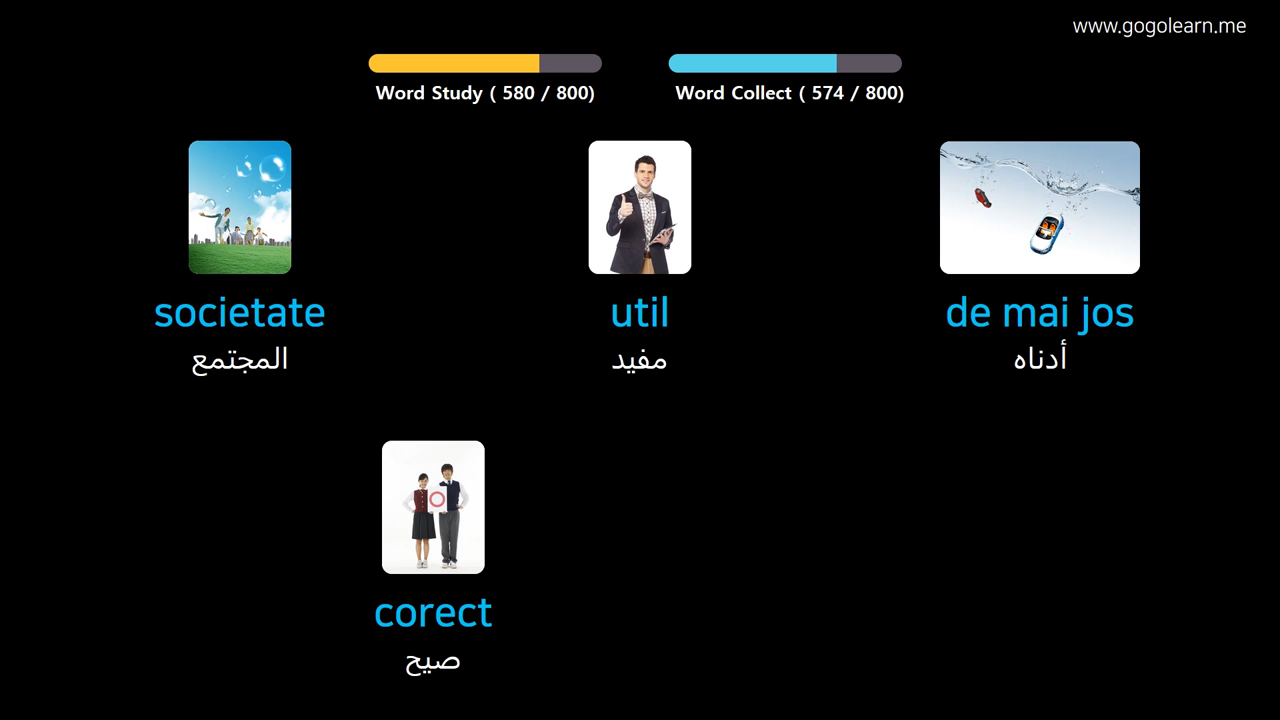 www.gogolearn.me
Word Study ( 580 / 800)
Word Collect ( 574 / 800)
societate
المجتمع
util
مفيد
de mai jos
أدناه
corect
صيح